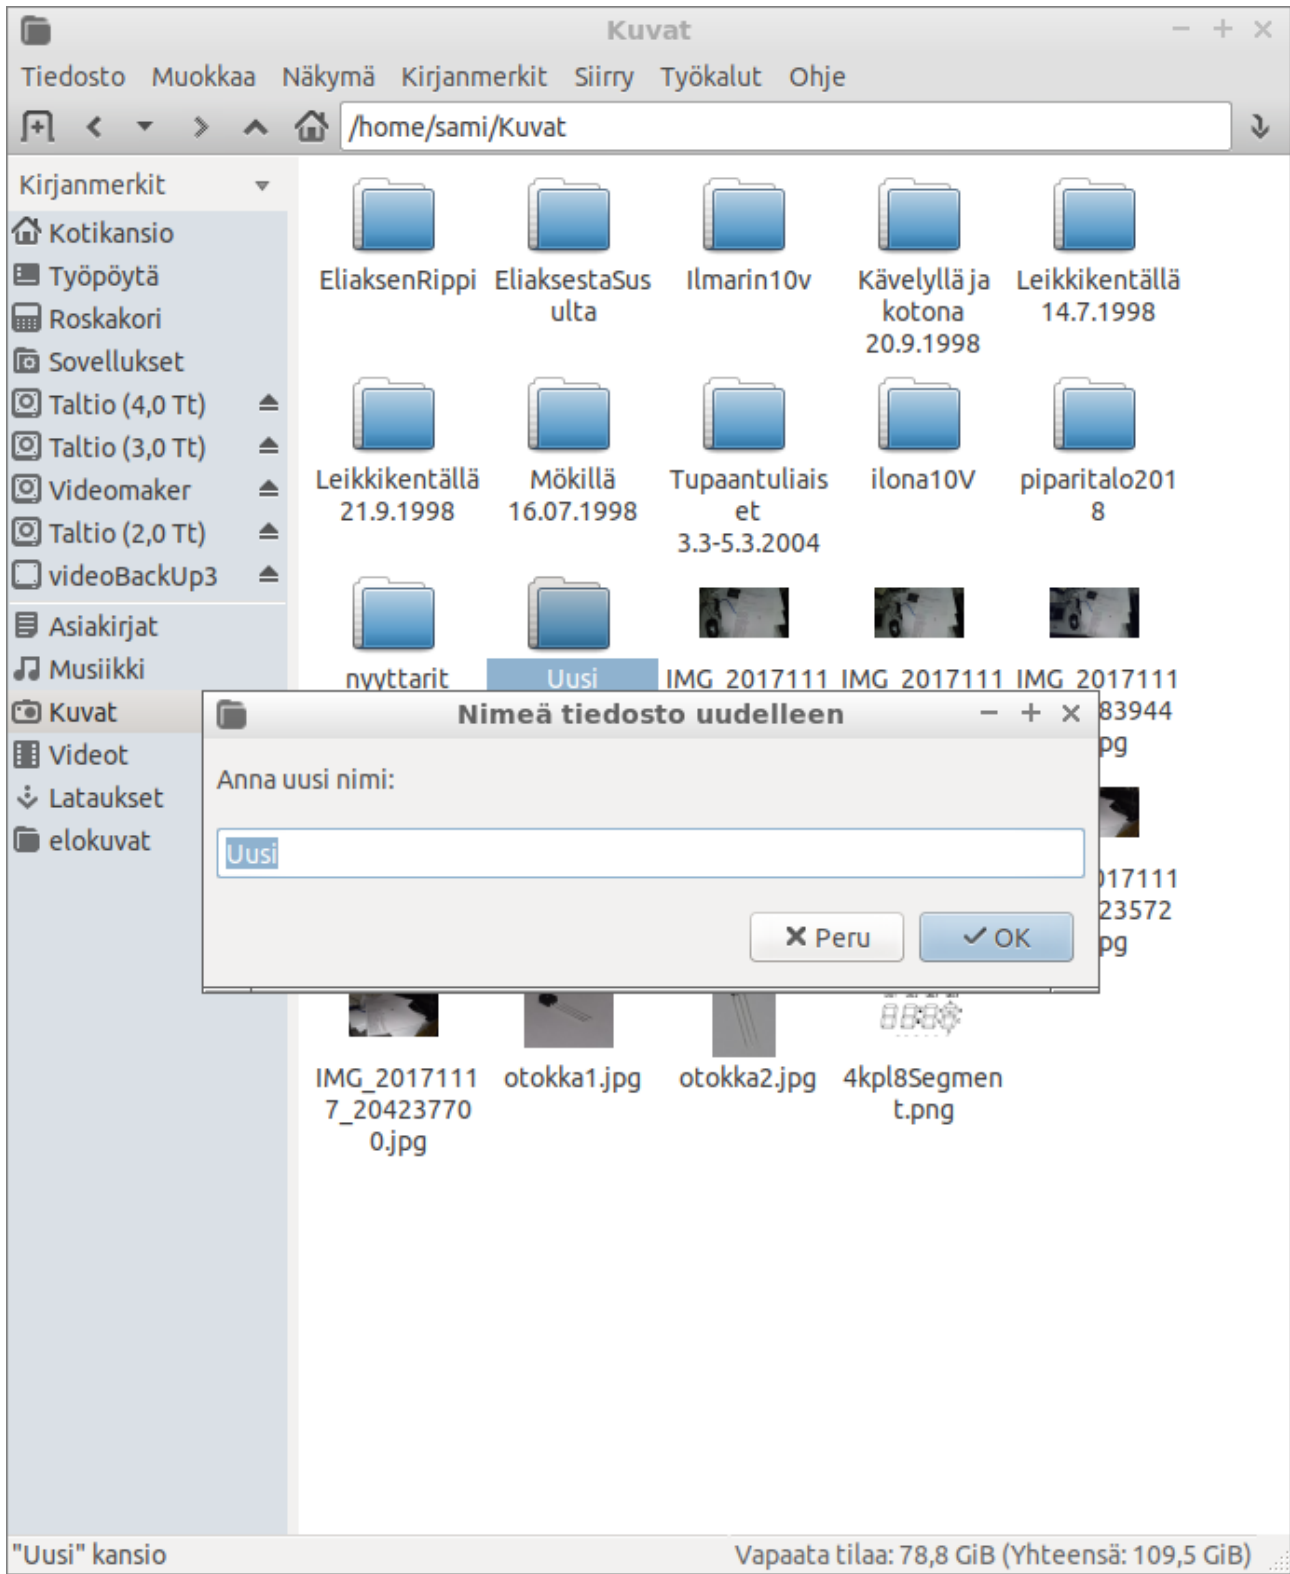 Kuvat
Tiedosto Muokkaa Näkymä Kirjanmerkit Siirry Työkalut Ohje
/home/sami/Kuvat
Kirjanmerkit
Kotikansio
Työpöytä
Roskakori
Sovellukset
Taltio (4,0 Tt)
Taltio (3,0 Tt)
Videomaker
Taltio (2,0 Tt)
videoBackUp3
Asiakirjat
Musiikki
Kuvat
Videot
Lataukset
elokuvat
EliaksenRippi
EliaksestaSus
ulta
Ilmarin10v
Kävelyllä ja
kotona
20.9.1998
Leikkikentällä
14.7.1998
Leikkikentällä
21.9.1998
Mökillä
16.07.1998
Tupaantuliais
et
3.3-5.3.2004
ilona10V
piparitalo201
8
nyyttarit
Uusi
IMG_2017111
IMG_2017111
IMG_2017111
83944
pg
Nimeä tiedosto uudelleen
Anna uusi nimi:
Uusi
Peru
OK
017111
23572
pg
IMG_2017111
7_20423770
0.jpg
otokka1.jpg
otokka2.jpg
4kpl8Segmen
t.png
"Uusi" kansio
Vapaata tilaa: 78,8 GiB (Yhteensä: 109,5 GiB)